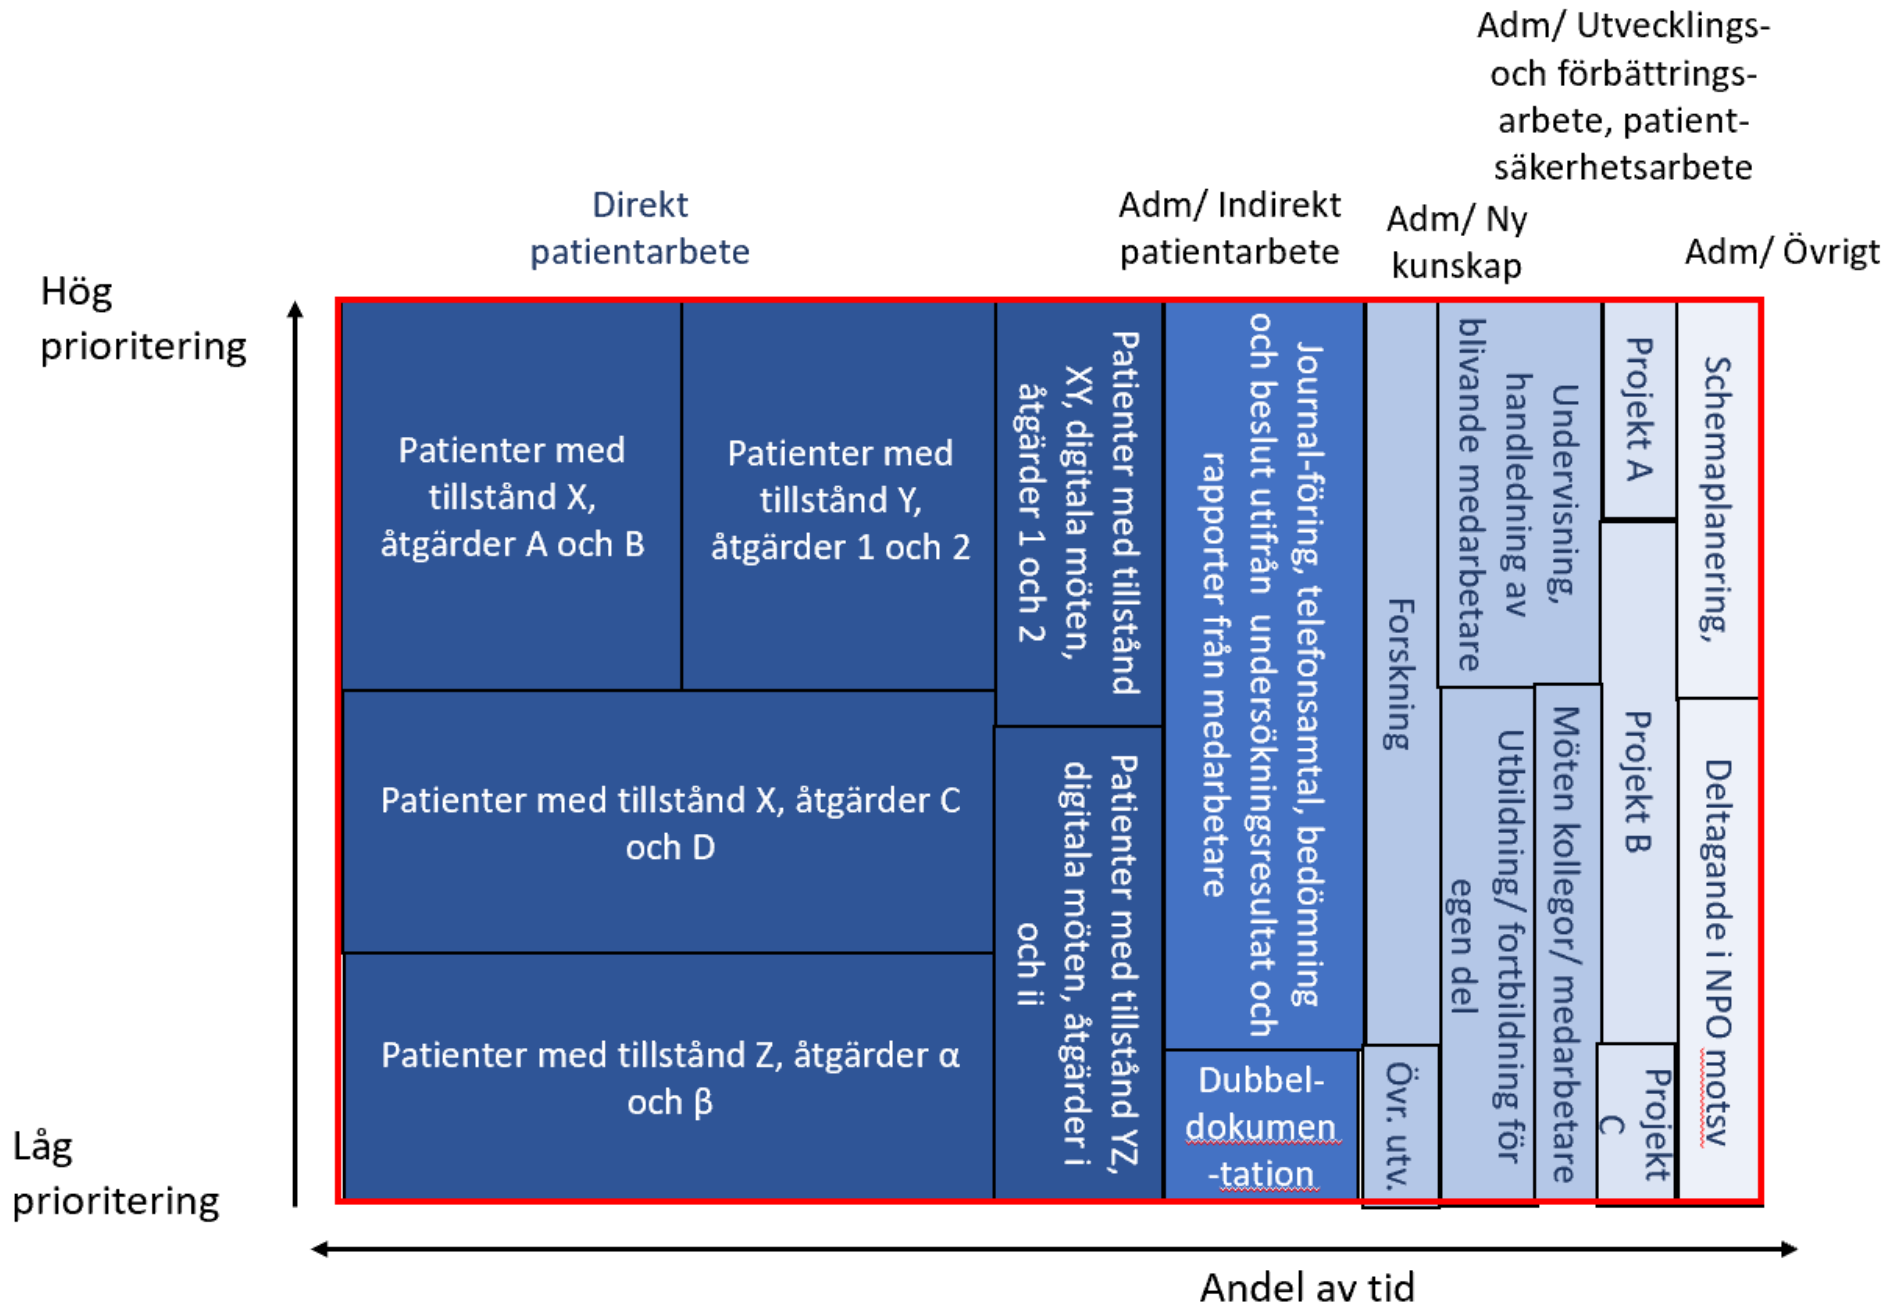 Adm/ Utvecklings-
och förbättrings-
arbete, patient-
säkerhetsarbete
Direkt
patientarbete
Adm/ Indirekt
patientarbete
Adm/ Ny
kunskap
Adm/ Övrigt
Hög
prioritering
Låg
prioritering
Patienter med
tillstånd X,
åtgärder A och B
Patienter med
tillstånd Y,
åtgärder 1 och 2
Patienter med tillstånd X, åtgärder C
och D
Patienter med tillstånd Z, åtgärder α
och β
Patienter med tillstånd
XY, digitala möten,
åtgärder 1 och 2
Patienter med tillstånd YZ,
digitala möten, åtgärder i
och ii
Journal-föring, telefonsamtal, bedömning
och beslut utifrån undersökningsresultat och
rapporter från medarbetare
Dubbel-
dokumen
-tation
Forskning
Övr. utv.
Undervisning,
handledning av
blivande medarbetare
Utbildning/ fortbildning för
egen del
Möten kollegor/ medarbetare
Projekt A
Projekt B
Projekt
C
Schemaplanering,
Deltagande i NPO motsv
Andel av tid